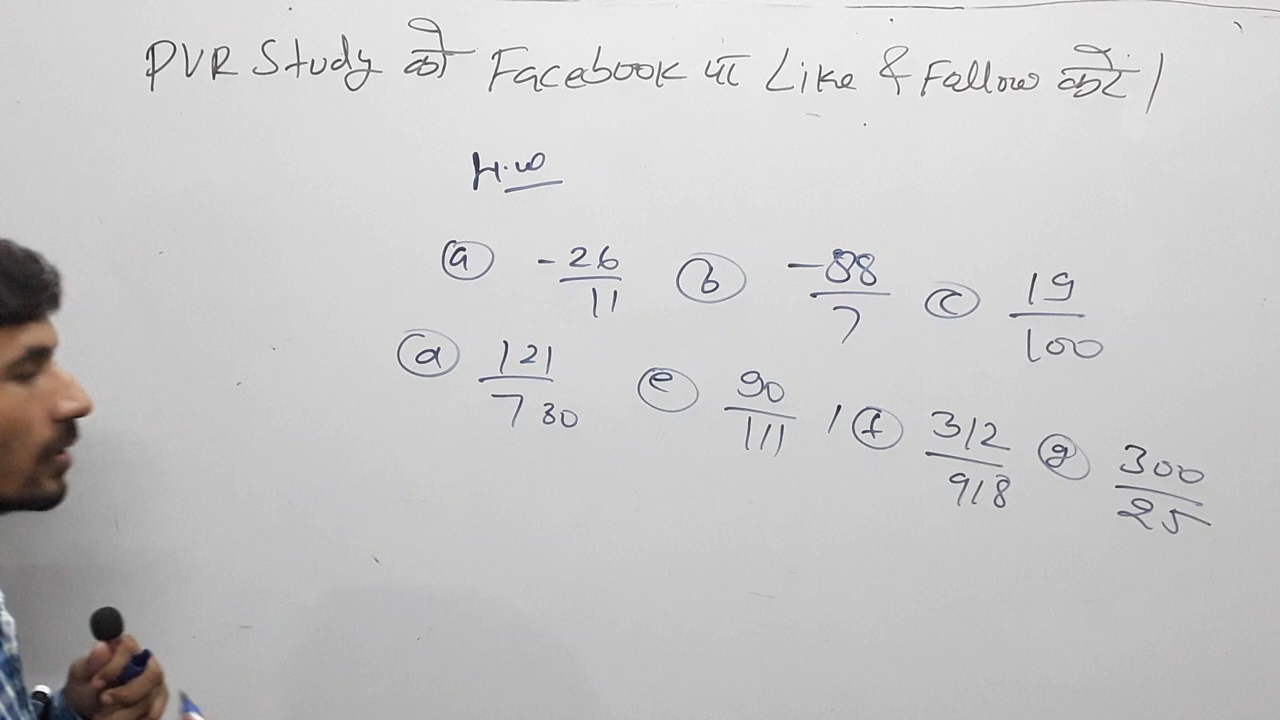 PVR Study को Facebook पर Like & Follow करें।
H.W
(a) -26/11 (b) -88/7 (c) 19/100
(d) 121/730 (e) 90/111 , (f) 312/918 (g) 300/25